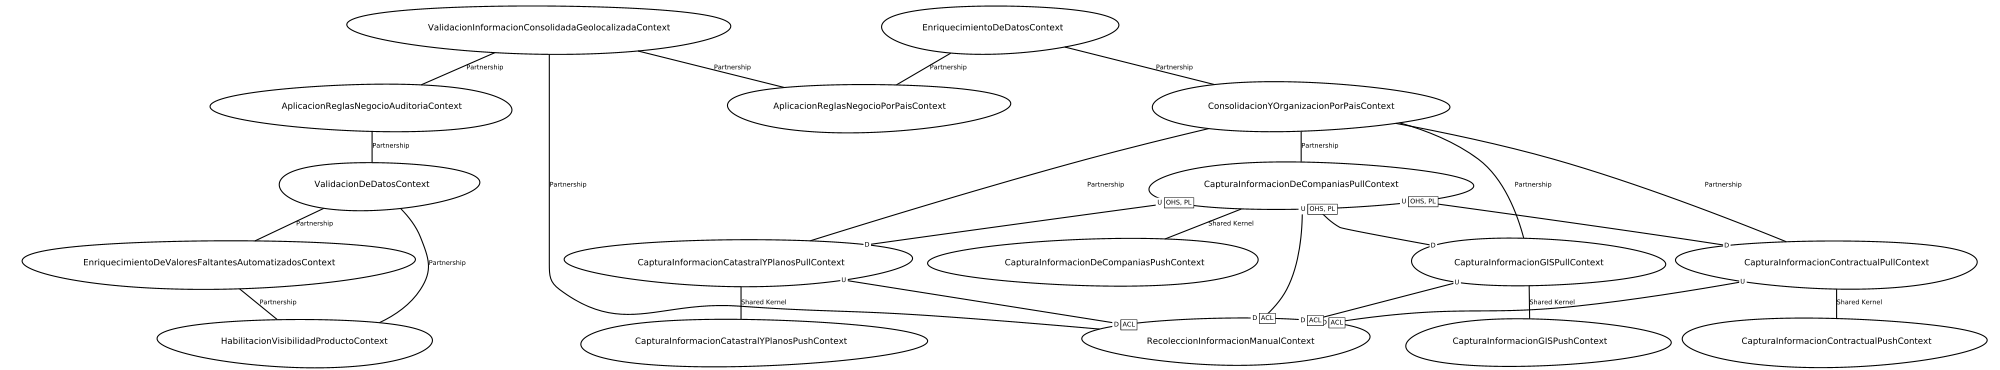 ValidacionInformacionConsolidadaGeolocalizadaContext
EnriquecimientoDeDatosContext
Partnership
Partnership
Partnership
Partnership
AplicacionReglasNegocioAuditoriaContext
AplicacionReglasNegocioPorPaisContext
ConsolidacionYOrganizacionPorPaisContext
Partnership
Partnership
ValidacionDeDatosContext
Partnership
Partnership
CapturaInformacionDeCompaniasPullContext
Partnership
Partnership
U OHS, PL
U OHS, PL
U OHS, PL
Partnership
Shared Kernel
D
D
D
EnriquecimientoDeValoresFaltantesAutomatizadosContext
Partnership
CapturaInformacionCatastralYPlanosPullContext
CapturaInformacionDeCompaniasPushContext
CapturaInformacionGISPullContext
CapturaInformacionContractualPullContext
U
U
U
Partnership
Shared Kernel
Shared Kernel
Shared Kernel
D ACL
D ACL
D ACL
D ACL
HabilitacionVisibilidadProductoContext
CapturaInformacionCatastralYPlanosPushContext
RecoleccionInformacionManualContext
CapturaInformacionGISPushContext
CapturaInformacionContractualPushContext